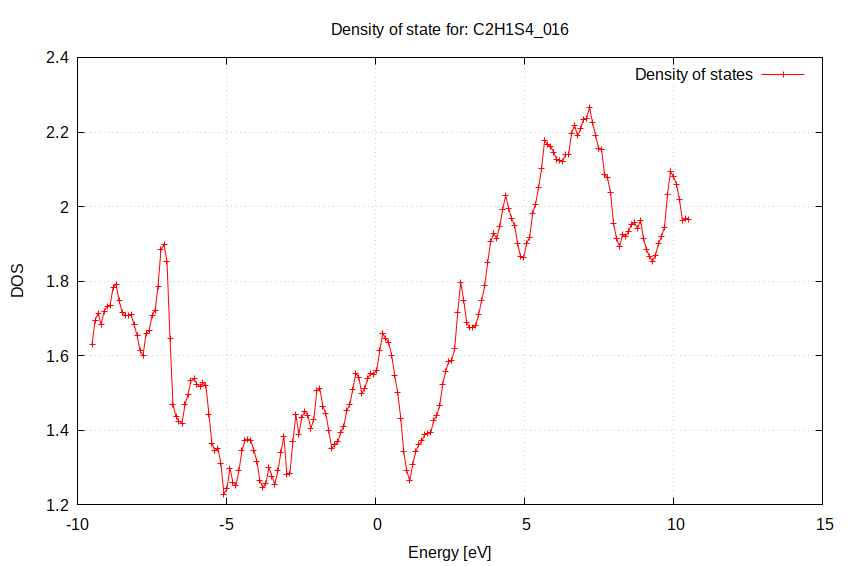 Density of state for: C2H1S4_016
Density of states
2.4
2.2
2
1.8
1.6
1.4
1.2
DOS
-10 -5 0 5 10 15
Energy [eV]